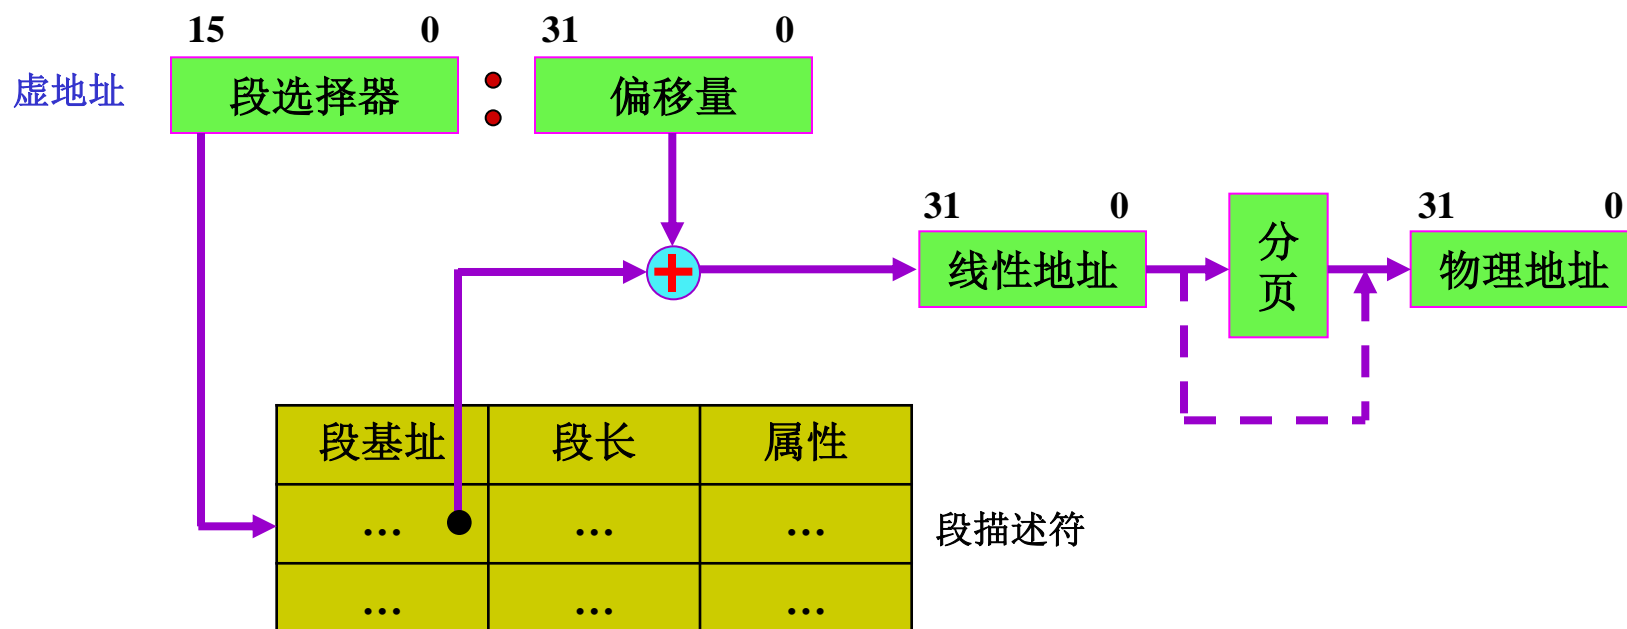 15 0 31 0
虚地址 段选择器 : 偏移量
31 0 31 0
线性地址 分页 物理地址
段基址 段长 属性
... ... ... 段描述符
... ... ...